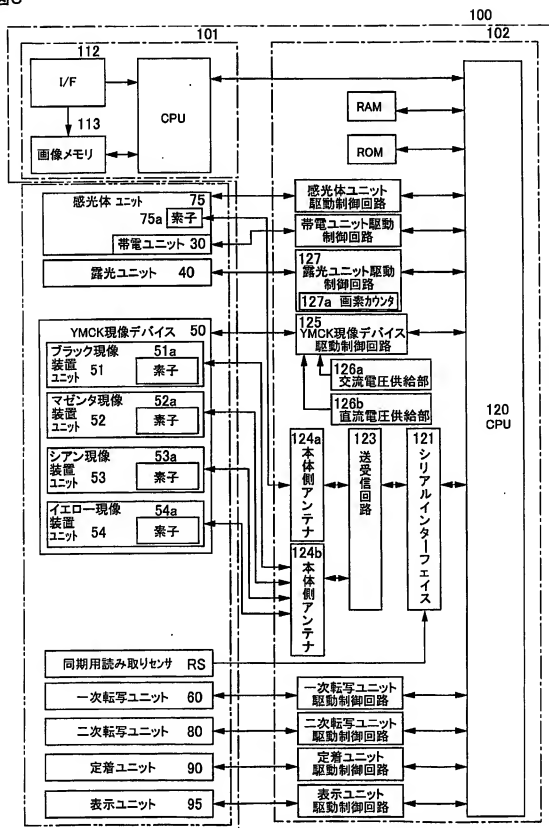 図3
100
101
102
112
I/F
CPU
113
画像メモリ
RAM
ROM
感光体 ユニット 75
75a 素子
帯電ユニット 30
露光ユニット 40
感光体ユニット
駆動制御回路
帯電ユニット駆動
制御回路
127
露光ユニット駆動
制御回路
127a 画素カウンタ
YMCK現像デバイス 50
ブラック現像
装置
ユニット 51
51a
素子
マゼンタ現像
装置
ユニット 52
52a
素子
シアン現像
装置
ユニット 53
53a
素子
イエロー現像
装置
ユニット 54
54a
素子
125
YMCK現像デバイス
駆動制御回路
126a
交流電圧供給部
126b
直流電圧供給部
124a
本体側アンテナ
124b
本体側アンテナ
123
送受信回路
121
シリアルインターフェイス
120
CPU
同期用読み取りセンサ RS
一次転写ユニット 60
二次転写ユニット 80
定着ユニット 90
表示ユニット 95
一次転写ユニット
駆動制御回路
二次転写ユニット
駆動制御回路
定着ユニット
駆動制御回路
表示ユニット
駆動制御回路